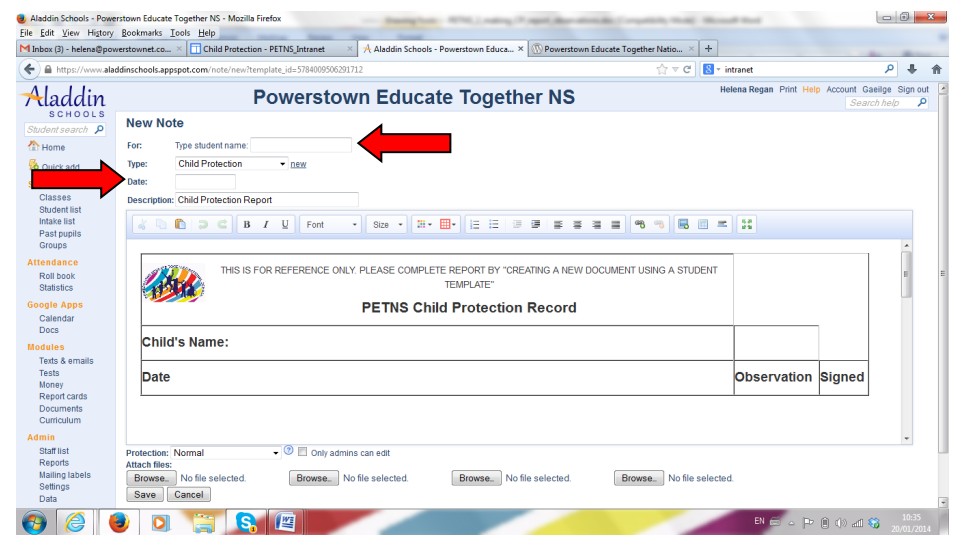 Aladdin Schools - Powerstown Educate Together NS - Mozilla Firefox
File Edit View History Bookmarks Tools Help
Inbox (3) - helena@powerstownet.co... × Child Protection - PETNS_Intranet × Aladdin Schools - Powerstown Educa... × Powerstown Educate Together Natio... × +
https://www.aladdinschools.appspot.com/note/new?template_id=5784009506291712 intranet
Aladdin
SCHOOLS
Powerstown Educate Together NS
Helena Regan Print Help Account Gaeilge Sign out
Search help
Student search
New Note
Home
For: Type student name:
Quick add
Type: Child Protection new
Date:
Classes
Description: Child Protection Report
Student list
Intake list
Past pupils
Groups
B I U Font Size
Attendance
Roll book
Statistics
Google Apps
Calendar
Docs
Modules
Texts & emails
Tests
Money
Report cards
Documents
Curriculum
Admin
Staff list
Reports
Mailing labels
Settings
Data
THIS IS FOR REFERENCE ONLY. PLEASE COMPLETE REPORT BY "CREATING A NEW DOCUMENT USING A STUDENT
TEMPLATE"
PETNS Child Protection Record
Child's Name:
Date Observation Signed
Protection: Normal Only admins can edit
Attach files:
Browse... No file selected. Browse... No file selected. Browse... No file selected. Browse... No file selected.
Save Cancel
EN 10:35
20/01/2014